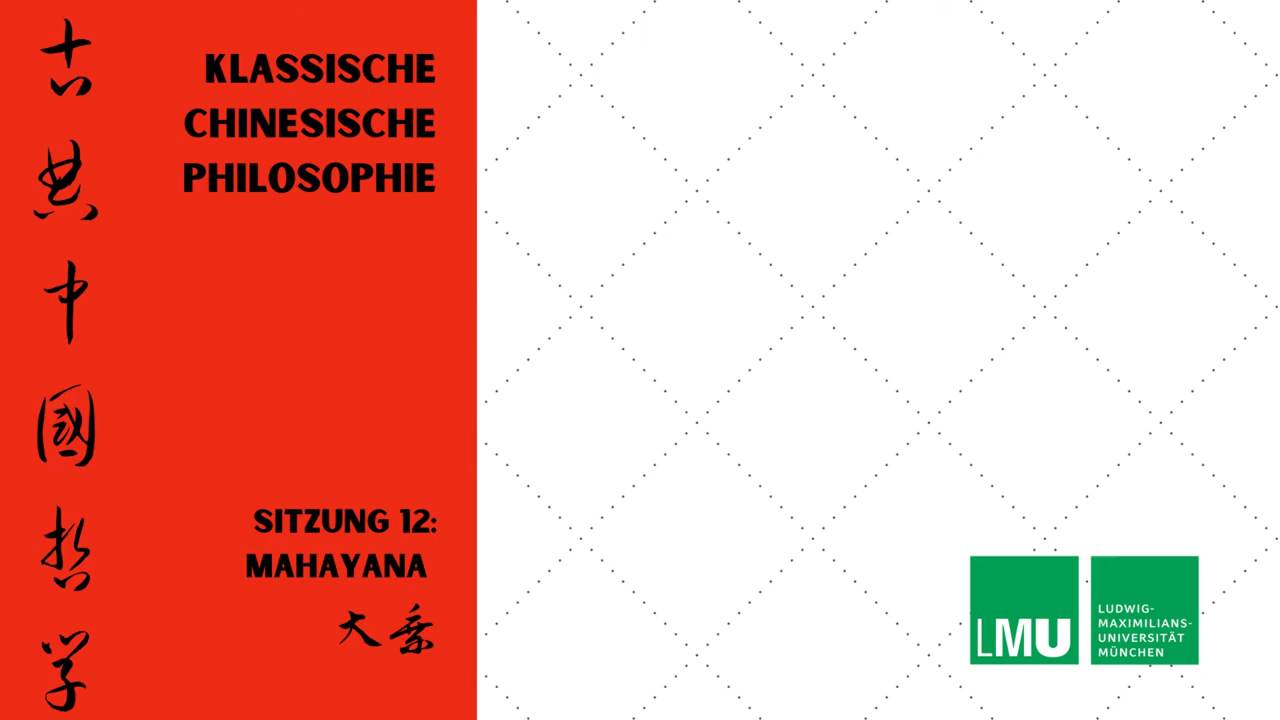 古典中國哲学
KLASSISCHE
CHINESISCHE
PHILOSOPHIE
SITZUNG 12:
MAHAYANA
大乘
LMU
LUDWIG-
MAXIMILIANS-
UNIVERSITÄT
MÜNCHEN